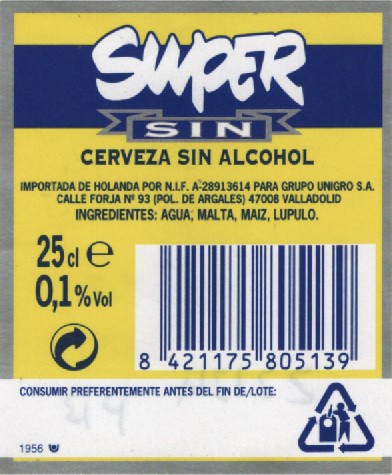 SUPER
SIN
CERVEZA SIN ALCOHOL
IMPORTADA DE HOLANDA POR N.I.F. A-28913614 PARA GRUPO UNIGRO S.A.
CALLE FORJA Nº 93 (POL. DE ARGALES) 47008 VALLADOLID
INGREDIENTES: AGUA, MALTA, MAIZ, LUPULO.
25 cl e
0,1% Vol
8 421175 805139
CONSUMIR PREFERENTEMENTE ANTES DEL FIN DE/LOTE:
1956